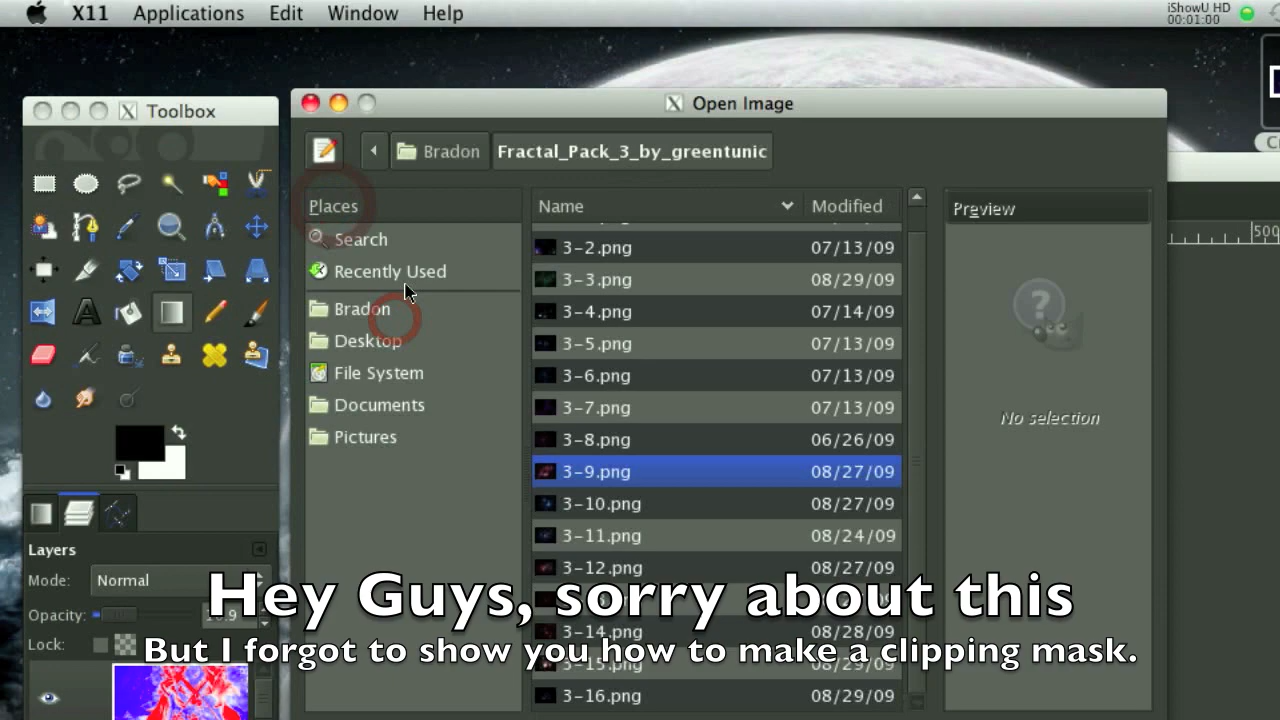 X11 Applications Edit Window Help
iShowU HD
00:01:00
Toolbox
Open Image
Bradon
Fractal_Pack_3_by_greentunic
Places
Search
Recently Used
Bradon
Desktop
File System
Documents
Pictures
Name Modified
3-2.png 07/13/09
3-3.png 08/29/09
3-4.png 07/14/09
3-5.png 07/13/09
3-6.png 07/13/09
3-7.png 07/13/09
3-8.png 06/26/09
3-9.png 08/27/09
3-10.png 08/27/09
3-11.png 08/24/09
3-12.png 08/27/09
3-14.png 08/28/09
3-15.png 08/29/09
3-16.png 08/29/09
Preview
No selection
500
Layers
Mode: Normal
Opacity:
Lock:
Hey Guys, sorry about this
But I forgot to show you how to make a clipping mask.